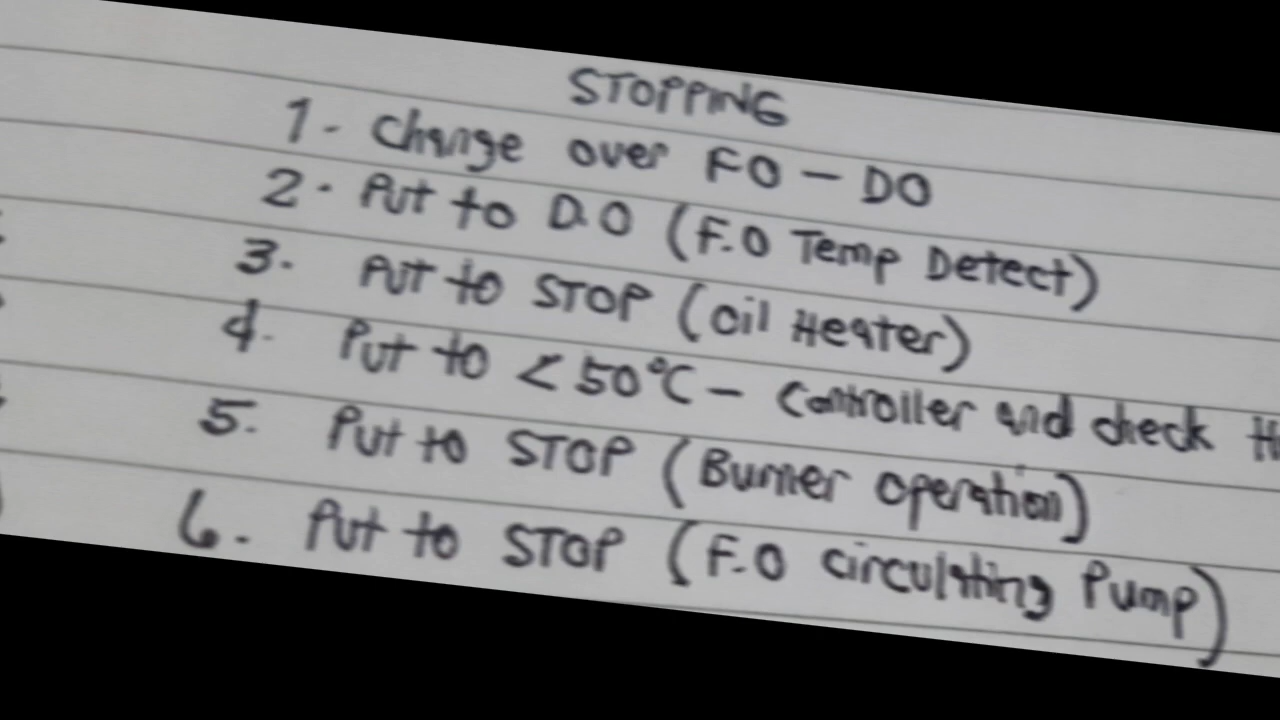 STOPPING
1- Change over FO - DO
2. Put to D.O (F.O Temp Detect)
3. Put to STOP (Oil Heater)
4. Put to < 50°C - Controller and check
5. Put to STOP (Burner Operation)
6. Put to STOP (F.O circulating Pump)